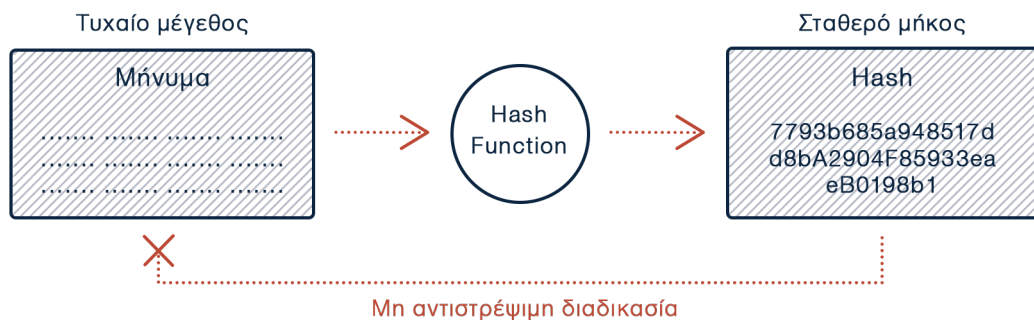 Τυχαίο μέγεθος
Μήνυμα
....... ....... ....... .......
....... ....... ....... .......
....... ....... ....... .......
Hash
Function
Σταθερό μήκος
Hash
7793b685a948517d
d8bA2904F85933ea
eB0198b1
Μη αντιστρέψιμη διαδικασία